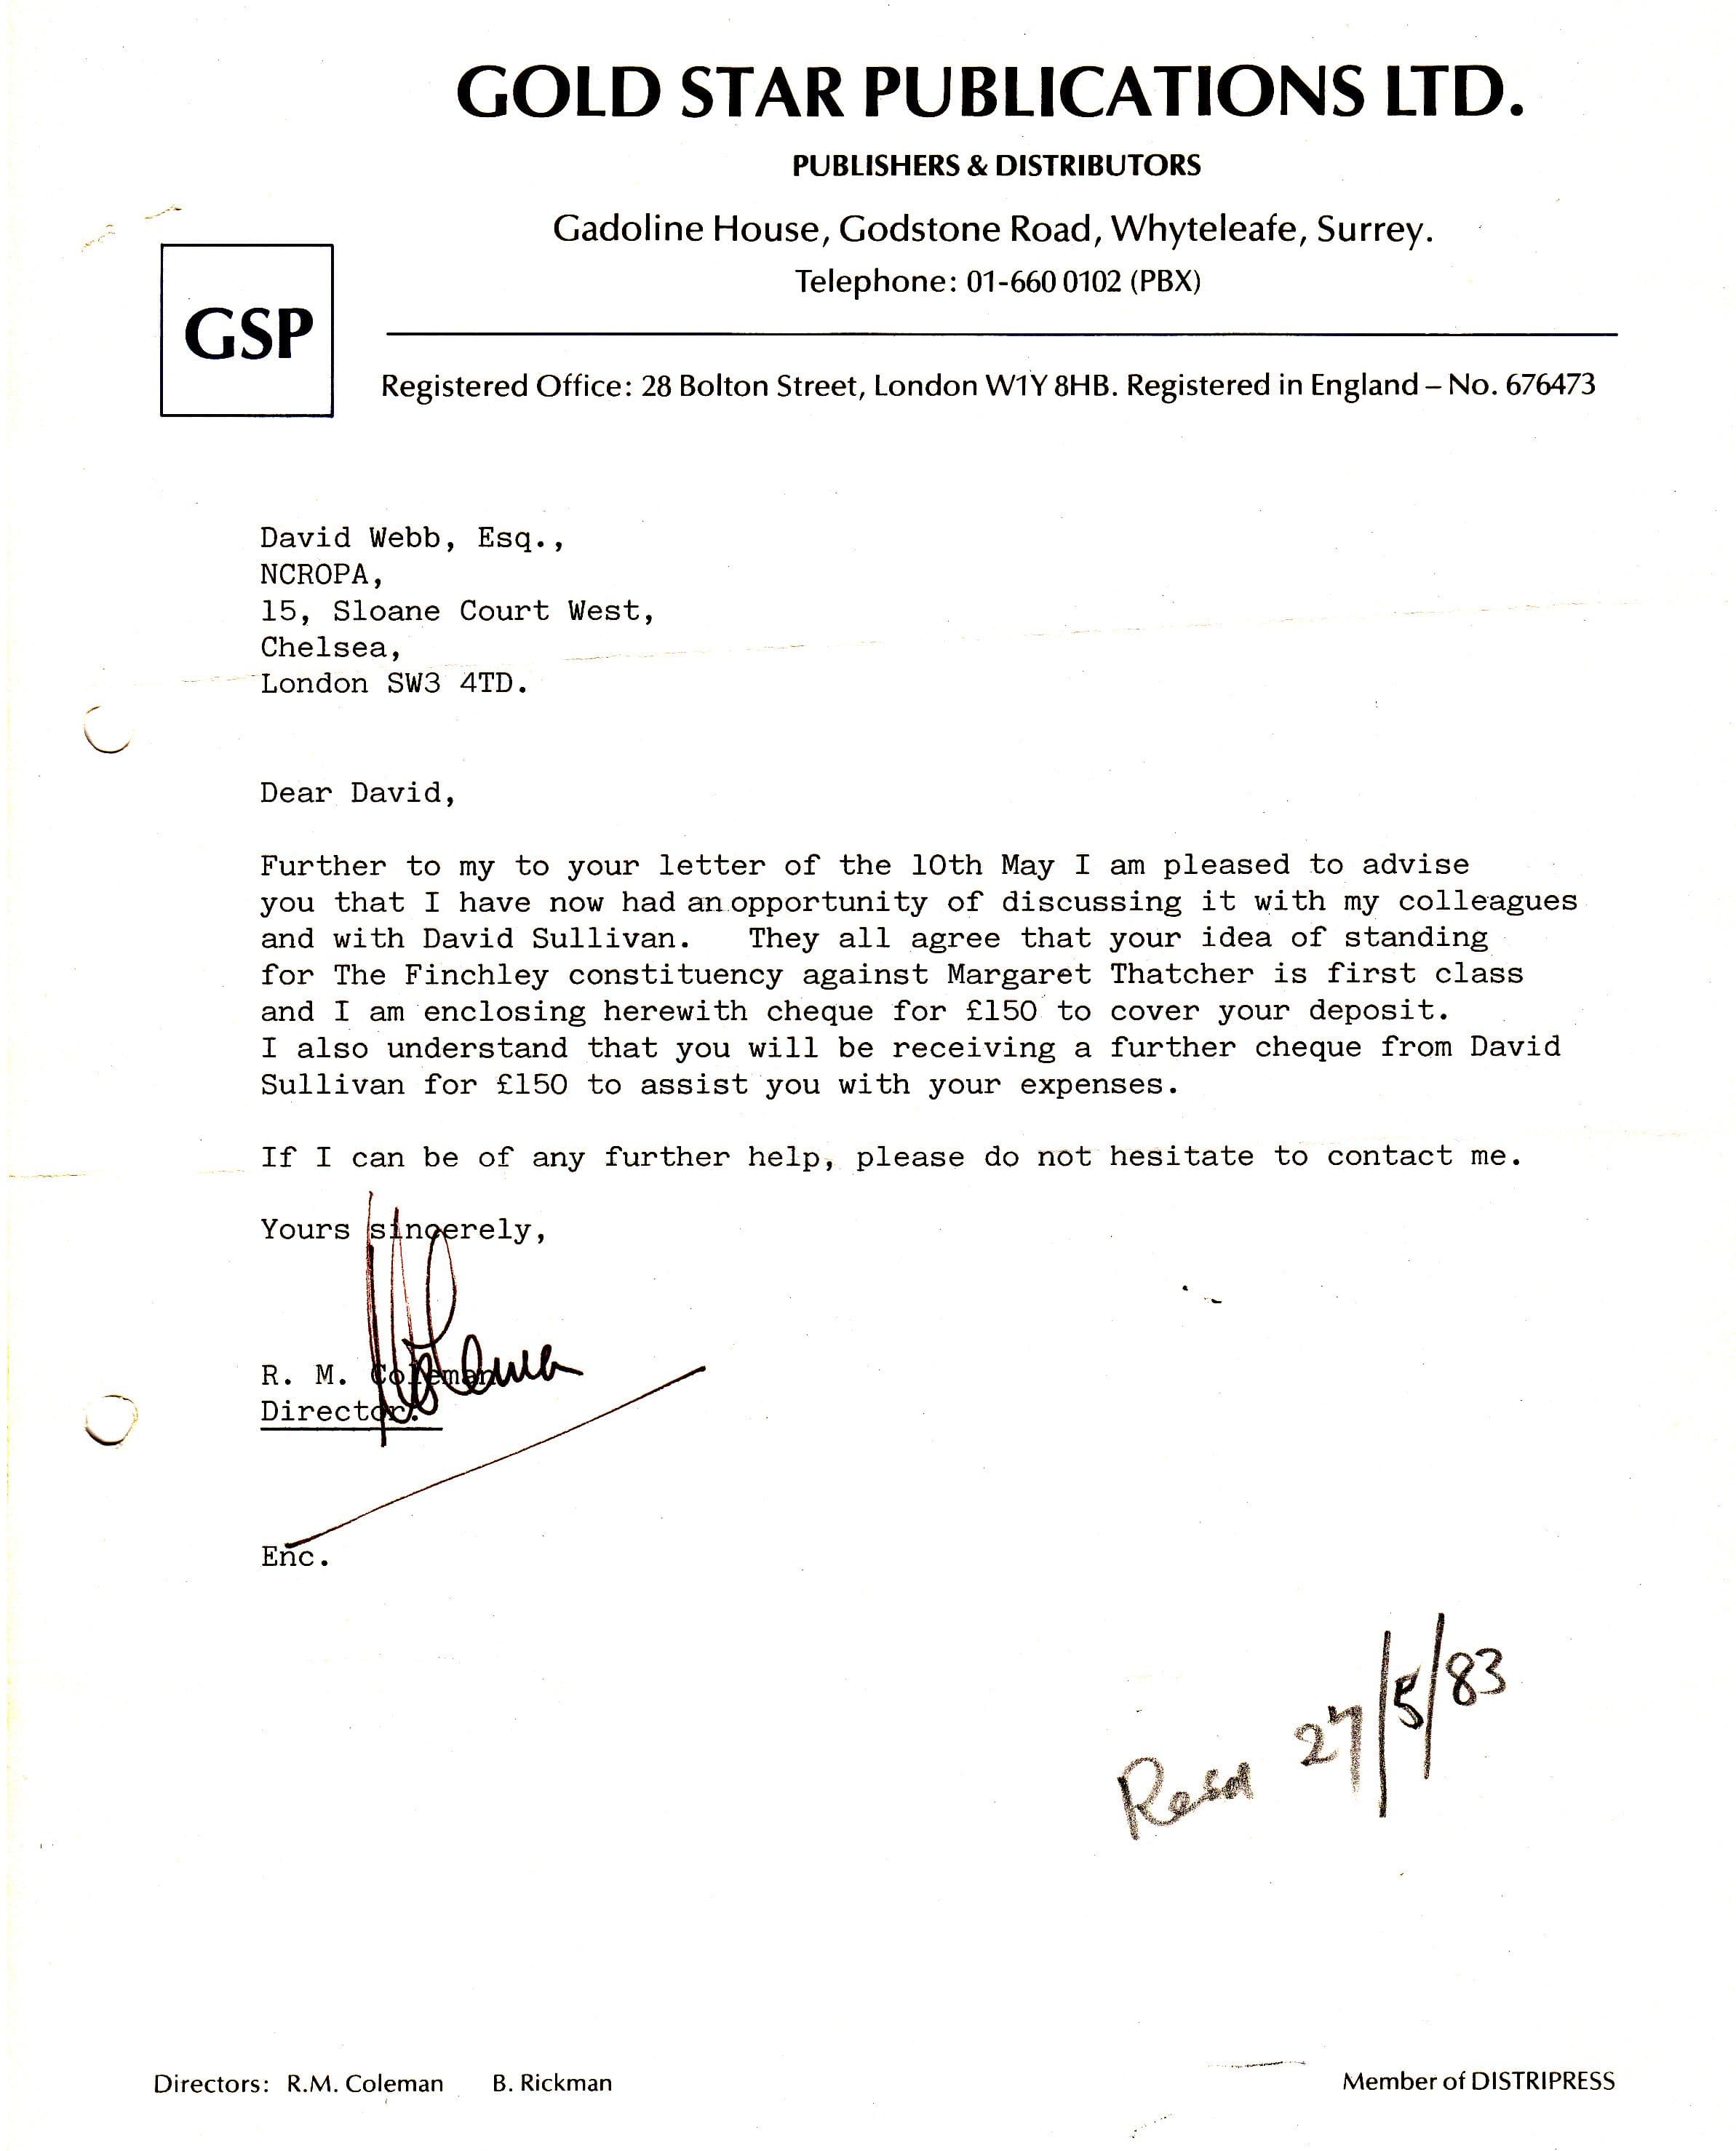 GOLD STAR PUBLICATIONS LTD.
PUBLISHERS & DISTRIBUTORS
Gadoline House, Godstone Road, Whyteleafe, Surrey.
Telephone: 01-660 0102 (PBX)
GSP
Registered Office: 28 Bolton Street, London W1Y 8HB. Registered in England – No. 676473
David Webb, Esq.,
NCROPA,
15, Sloane Court West,
Chelsea,
London SW3 4TD.
Dear David,
Further to my to your letter of the 10th May I am pleased to advise
you that I have now had an opportunity of discussing it with my colleagues
and with David Sullivan. They all agree that your idea of standing
for The Finchley constituency against Margaret Thatcher is first class
and I am enclosing herewith cheque for £150 to cover your deposit.
I also understand that you will be receiving a further cheque from David
Sullivan for £150 to assist you with your expenses.
If I can be of any further help, please do not hesitate to contact me.
Yours sincerely,
R. M. Coleman
Director.
Enc.
27/5/83
Directors: R.M. Coleman B. Rickman
Member of DISTRIPRESS